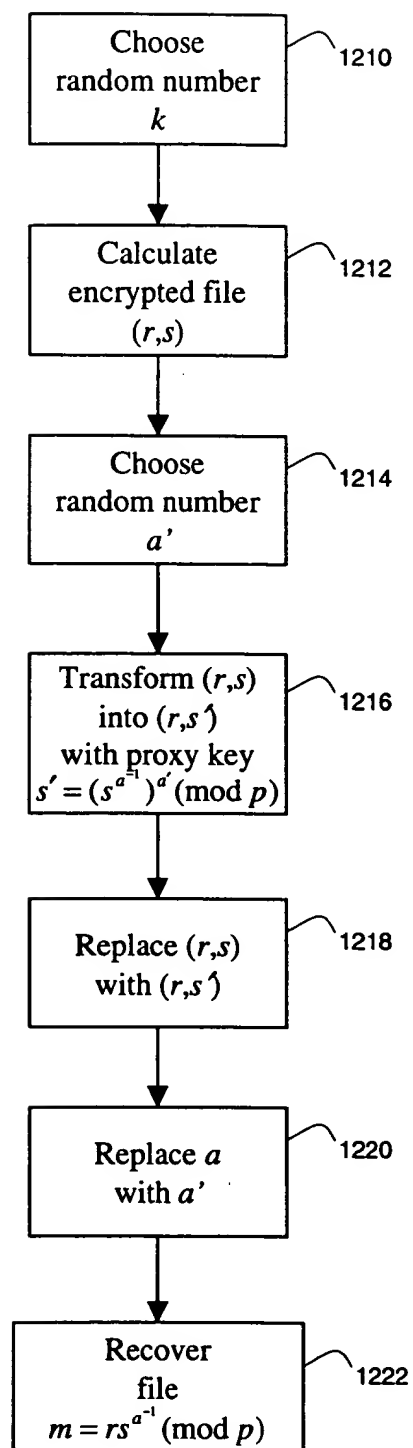 Choose
random number
k
1210
Calculate
encrypted file
(r,s)
1212
Choose
random number
a'
1214
Transform (r,s)
into (r,s')
with proxy key
s' = (s^{a^{-1}})^{a'} (mod p)
1216
Replace (r,s)
with (r,s')
1218
Replace a
with a'
1220
Recover
file
m = rs^{a^{-1}} (mod p)
1222